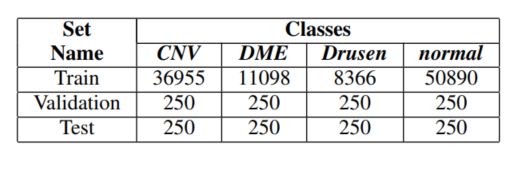 Set Name Classes
CNV DME Drusen normal
Train 36955 11098 8366 50890
Validation 250 250 250 250
Test 250 250 250 250